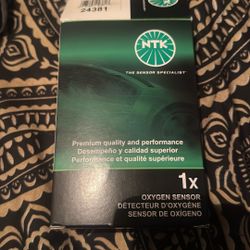 24381
NTK
THE SENSOR SPECIALIST
Premium quality and performance
Desempeño y calidad superior
Performance et qualité supérieure
1x
OXYGEN SENSOR
DÉTECTEUR D'OXYGÈNE
SENSOR DE OXÍGENO